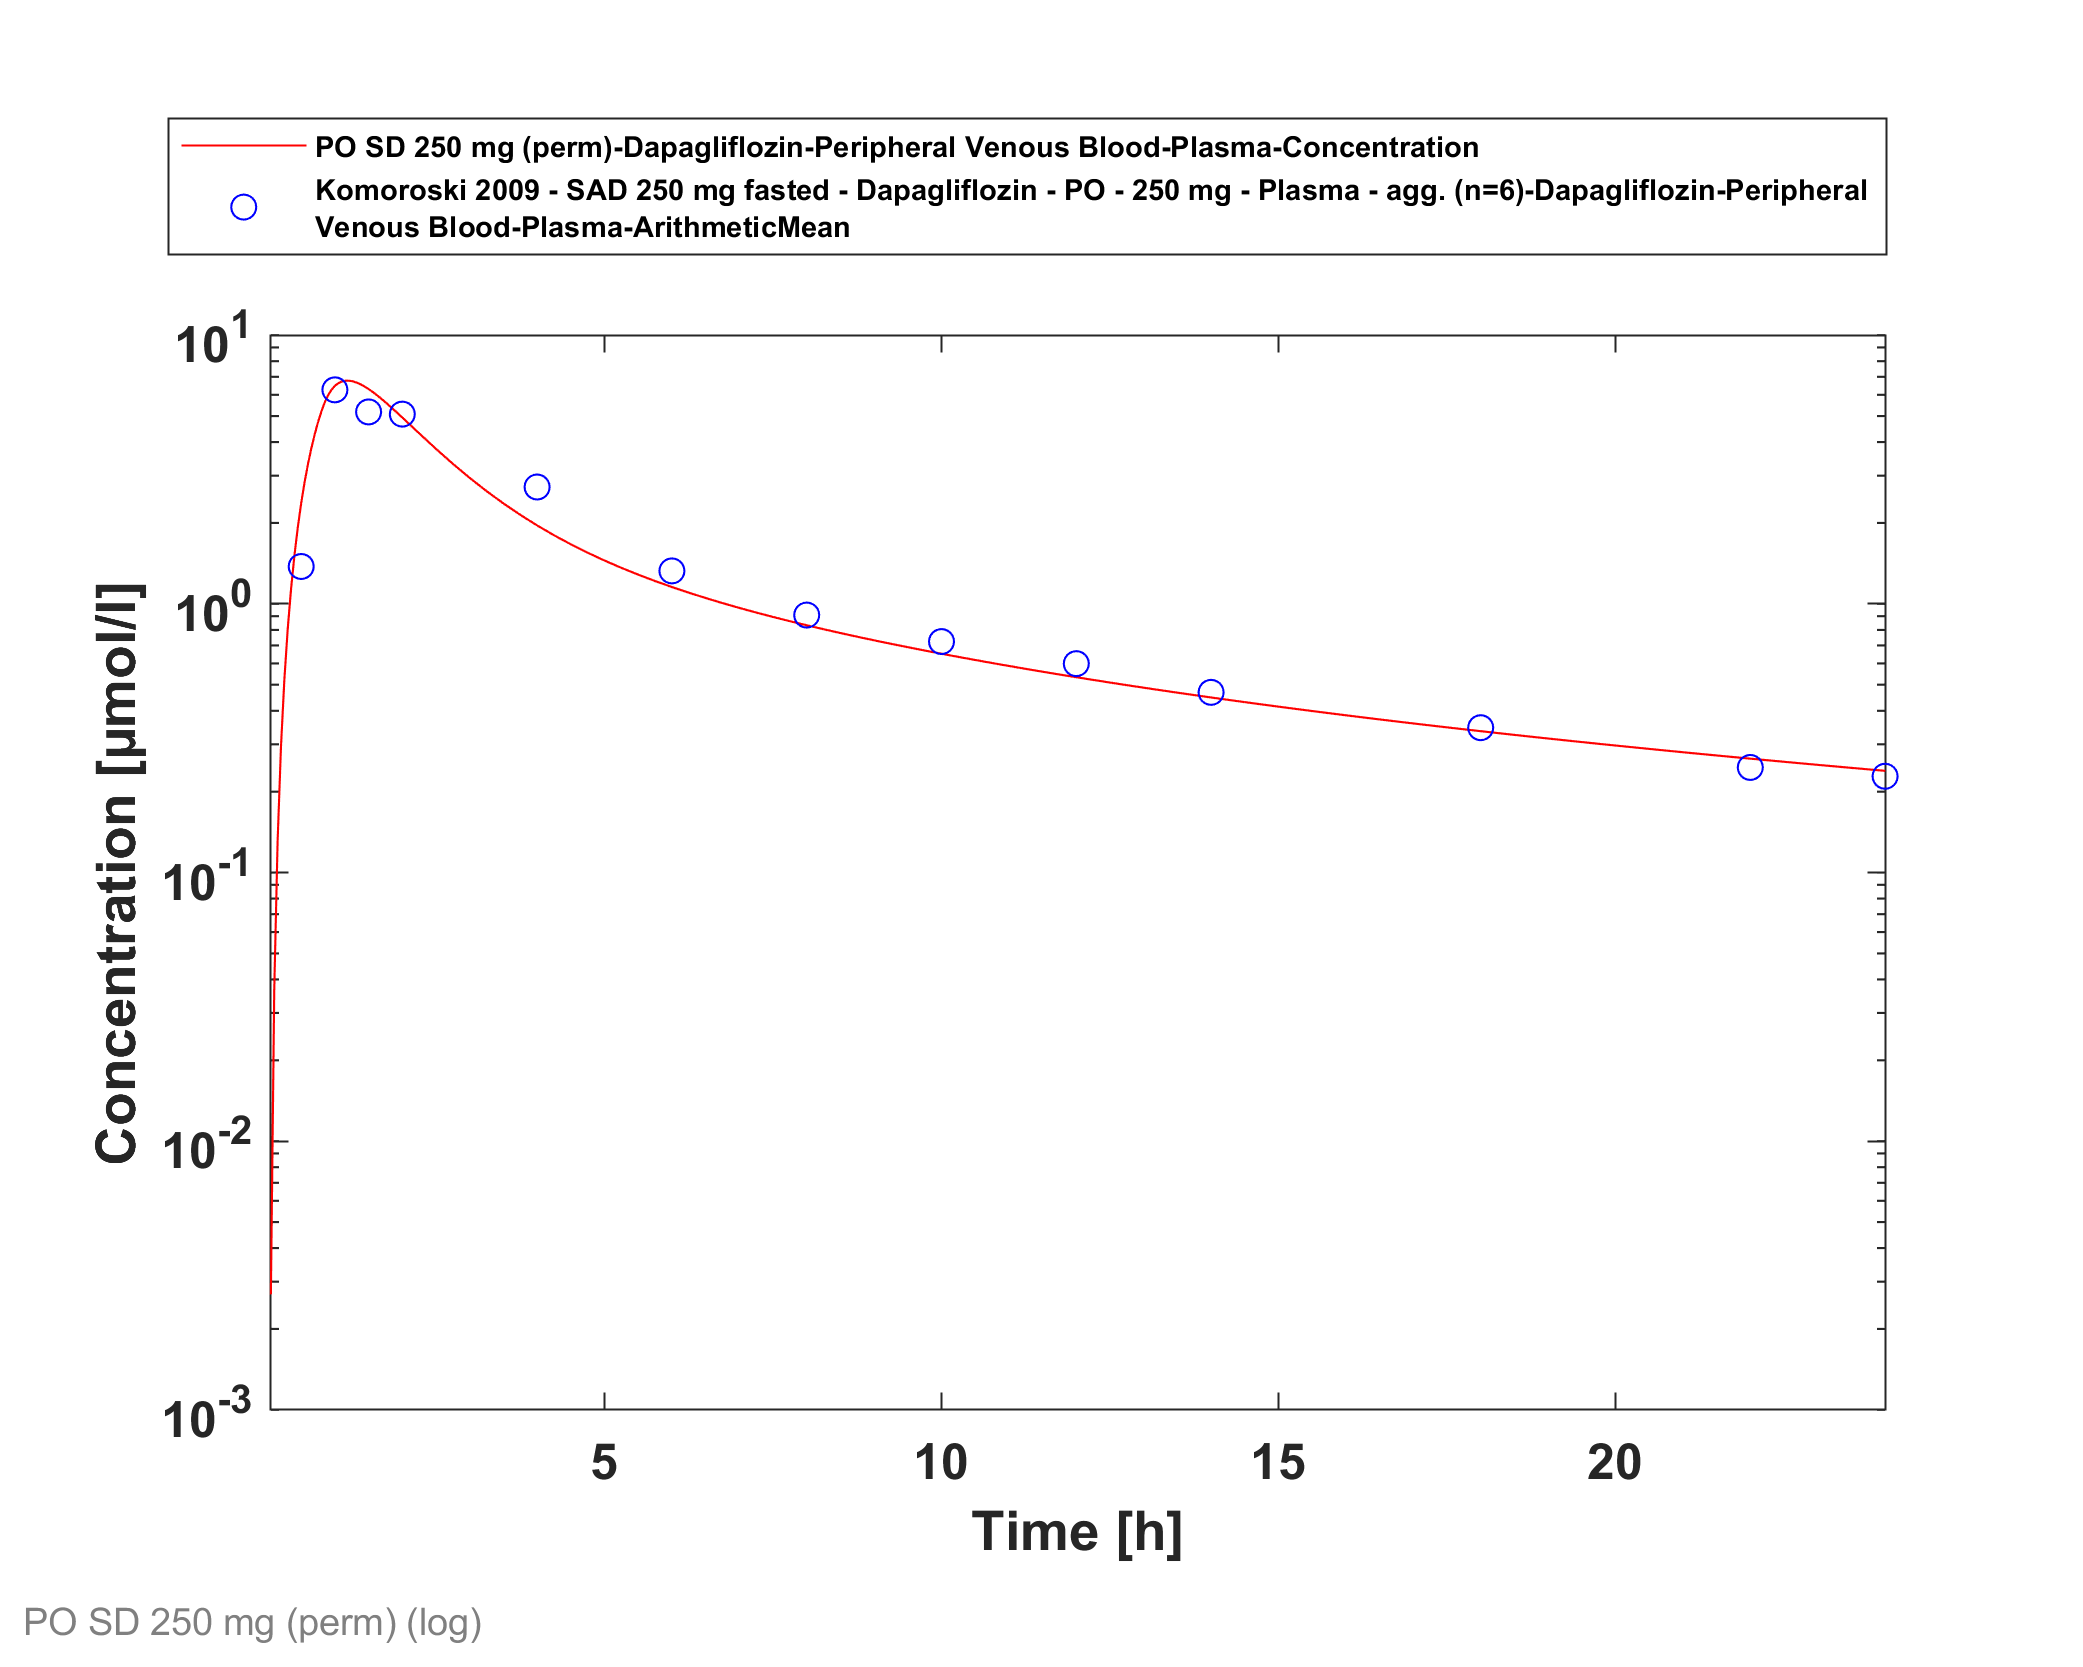 PO SD 250 mg (perm)-Dapagliflozin-Peripheral Venous Blood-Plasma-Concentration
Komoroski 2009 - SAD 250 mg fasted - Dapagliflozin - PO - 250 mg - Plasma - agg. (n=6)-Dapagliflozin-Peripheral
Venous Blood-Plasma-ArithmeticMean
10^1
10^0
10^-1
10^-2
10^-3
Concentration [µmol/l]
5 10 15 20
Time [h]
PO SD 250 mg (perm) (log)